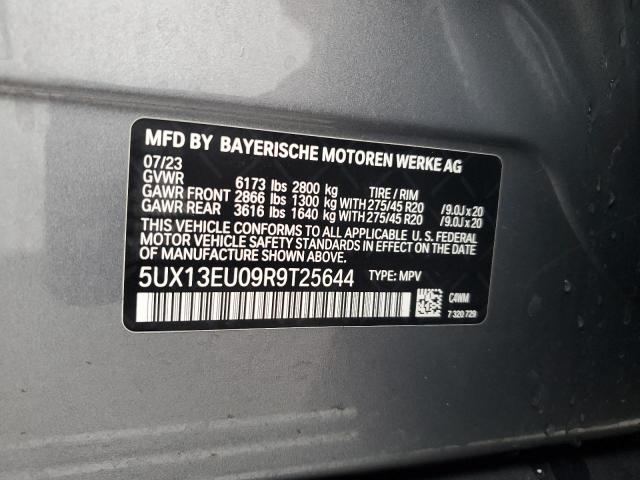 MFD BY BAYERISCHE MOTOREN WERKE AG
07/23
GVWR 6173 lbs 2800 kg TIRE / RIM
GAWR FRONT 2866 lbs 1300 kg WITH 275/45 R20 /9.0J x 20
GAWR REAR 3616 lbs 1640 kg WITH 275/45 R20 /9.0J x 20
THIS VEHICLE CONFORMS TO ALL APPLICABLE U.S. FEDERAL
MOTOR VEHICLE SAFETY STANDARDS IN EFFECT ON THE DATE
OF MANUFACTURE SHOWN ABOVE.
5UX13EU09R9T25644 TYPE: MPV
C4WM
7 320 729